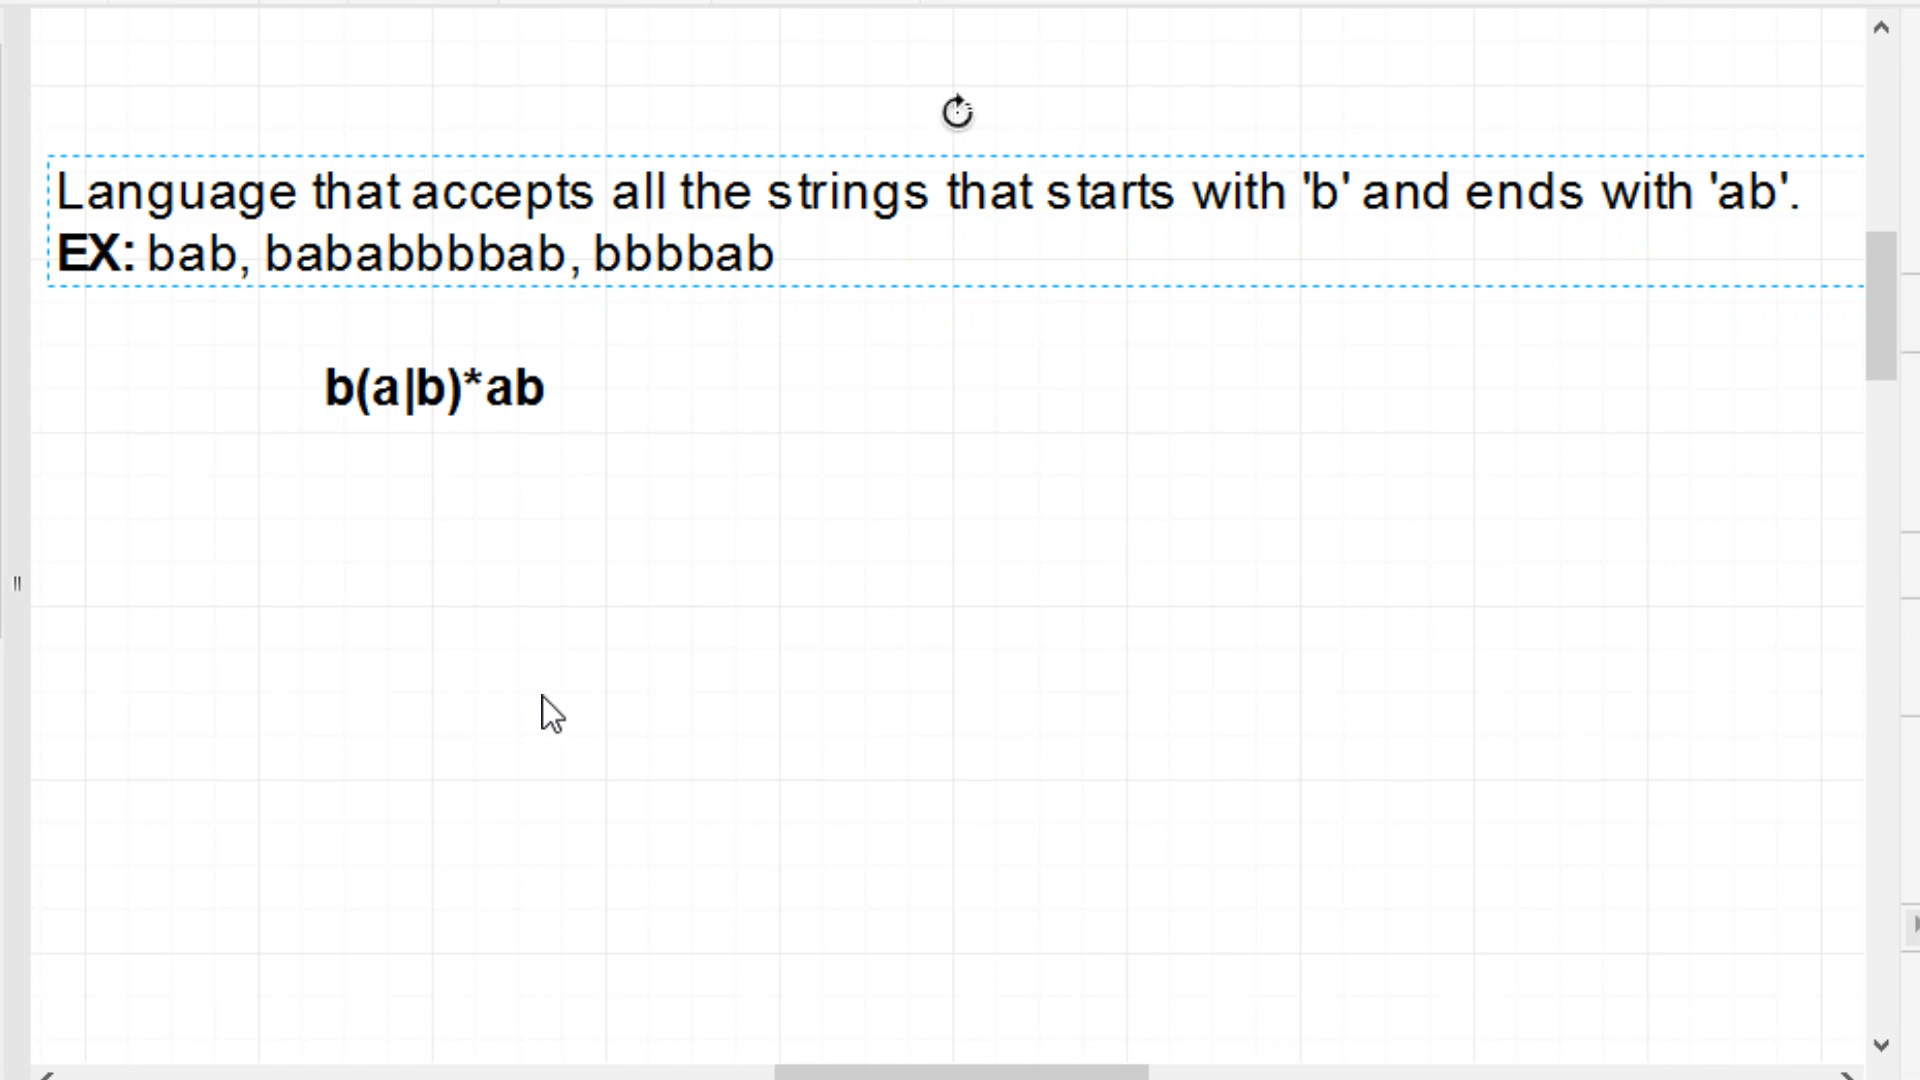 Language that accepts all the strings that starts with 'b' and ends with 'ab'.
EX: bab, bababbbbab, bbbbab
b(a|b)*ab